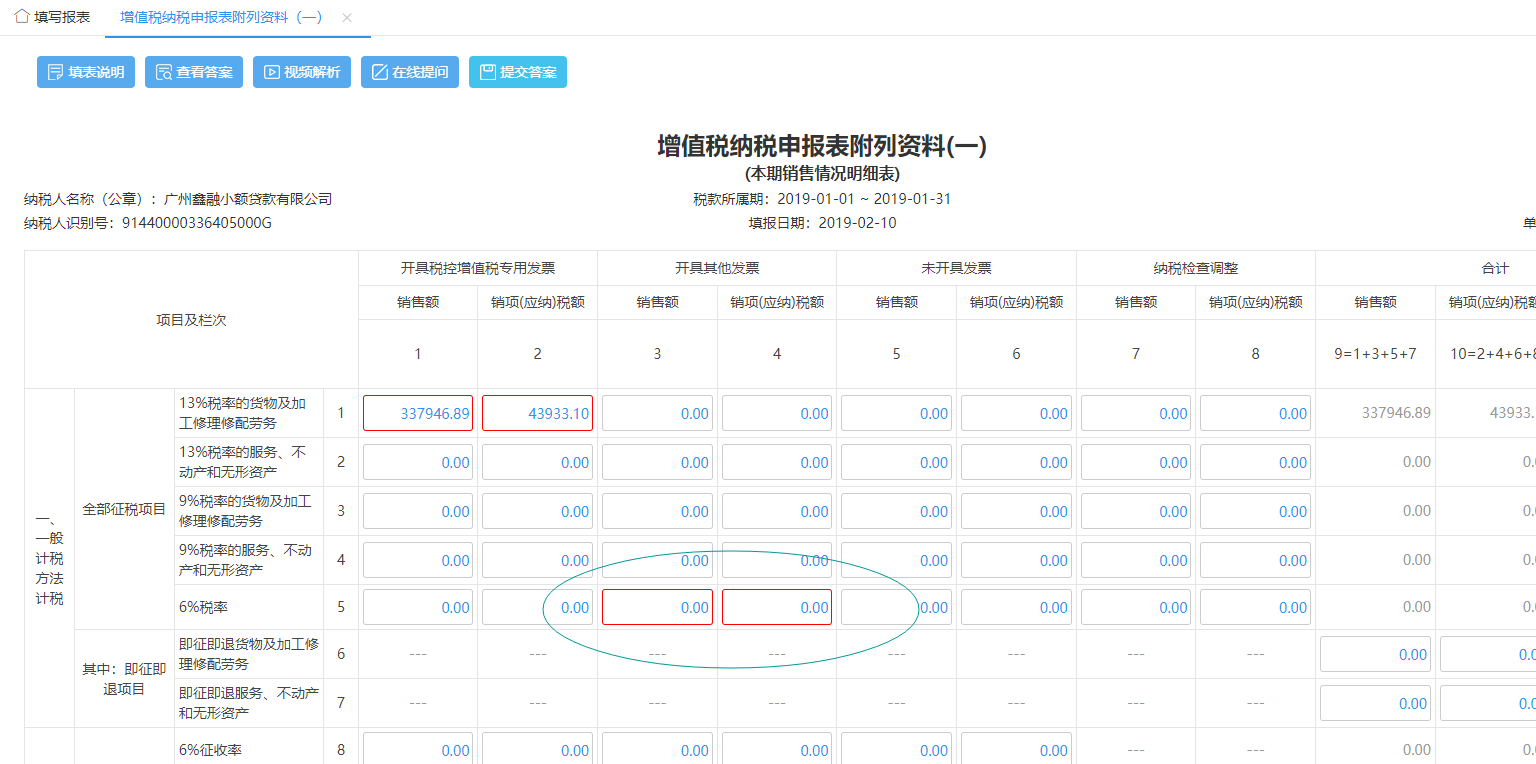 填写报表 增值税纳税申报表附列资料（一） ×
填表说明 查看答案 视频解析 在线提问 提交答案
增值税纳税申报表附列资料(一)
(本期销售情况明细表)
纳税人名称（公章）：广州鑫融小额贷款有限公司 税款所属期：2019-01-01 ~ 2019-01-31
纳税人识别号：91440000336405000G 填报日期：2019-02-10 单
项目及栏次 开具税控增值税专用发票 开具其他发票 未开具发票 纳税检查调整 合计
销售额 销项(应纳)税额 销售额 销项(应纳)税额 销售额 销项(应纳)税额 销售额 销项(应纳)税额 销售额 销项(应纳)税额
1 2 3 4 5 6 7 8 9=1+3+5+7 10=2+4+6+8
一、一般计税方法计税
全部征税项目
13%税率的货物及加工修理修配劳务 1 337946.89 43933.10 0.00 0.00 0.00 0.00 0.00 0.00 337946.89 43933.
13%税率的服务、不动产和无形资产 2 0.00 0.00 0.00 0.00 0.00 0.00 0.00 0.00 0.00 0.0
9%税率的货物及加工修理修配劳务 3 0.00 0.00 0.00 0.00 0.00 0.00 0.00 0.00 0.00 0.0
9%税率的服务、不动产和无形资产 4 0.00 0.00 0.00 0.00 0.00 0.00 0.00 0.00 0.00 0.0
6%税率 5 0.00 0.00 0.00 0.00 0.00 0.00 0.00 0.00 0.00 0.0
其中：即征即退项目
即征即退货物及加工修理修配劳务 6 --- --- --- --- --- --- --- --- 0.00 0.0
即征即退服务、不动产和无形资产 7 --- --- --- --- --- --- --- --- 0.00 0.0
6%征收率 8 0.00 0.00 0.00 0.00 0.00 0.00 --- --- 0.00 0.0